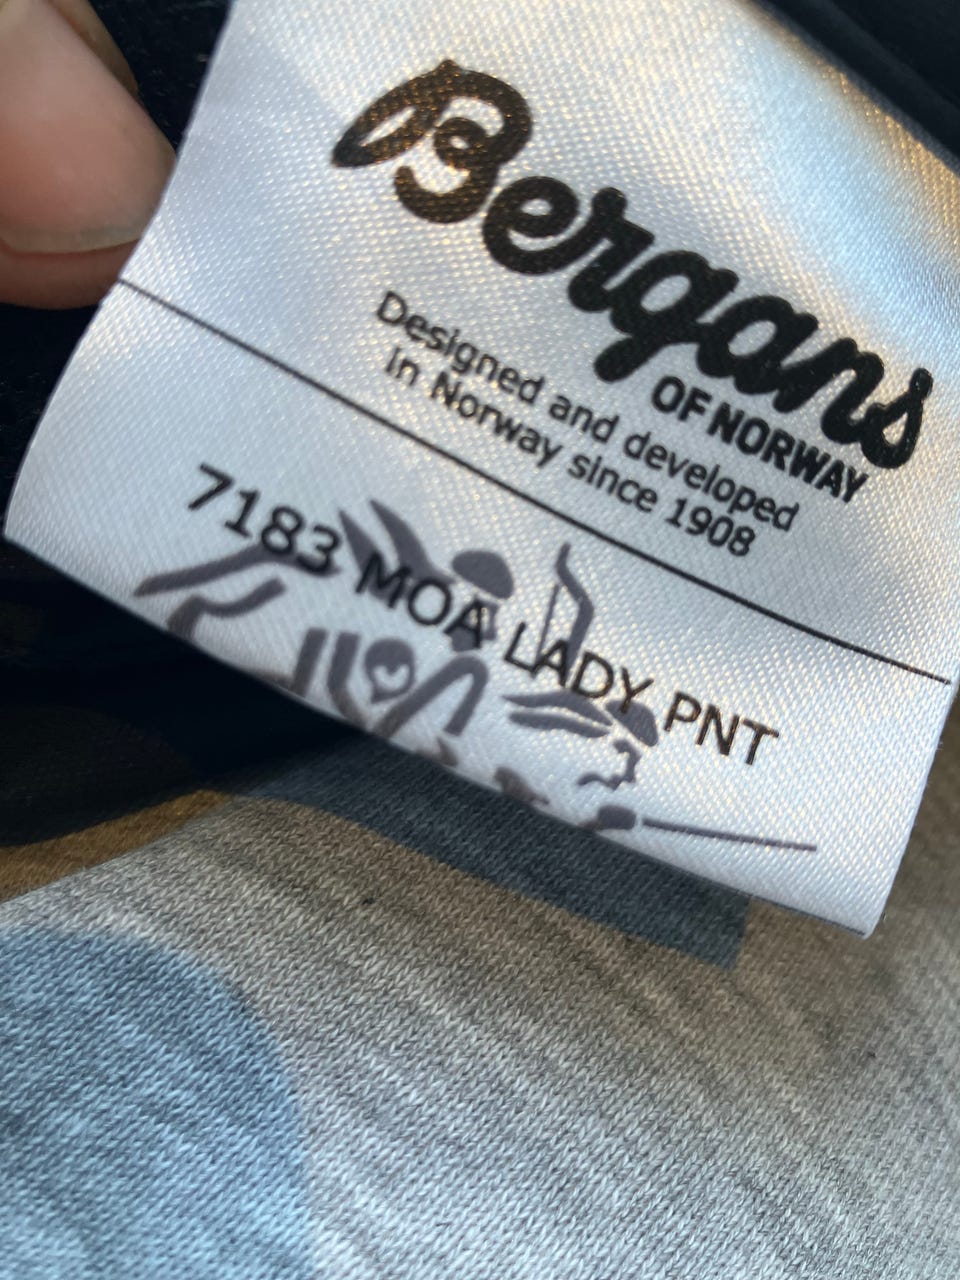 Bergans
OF NORWAY
Designed and developed
in Norway since 1908
7183 MOA LADY PNT